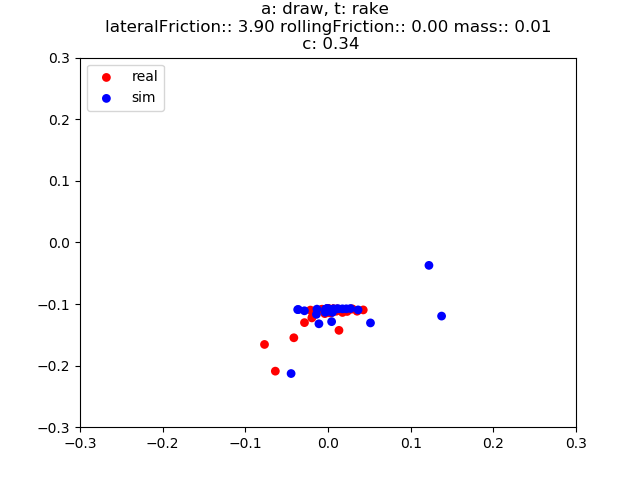 a: draw, t: rake
lateralFriction:: 3.90 rollingFriction:: 0.00 mass:: 0.01
c: 0.34
real
sim
0.3
0.2
0.1
0.0
−0.1
−0.2
−0.3
−0.3 −0.2 −0.1 0.0 0.1 0.2 0.3